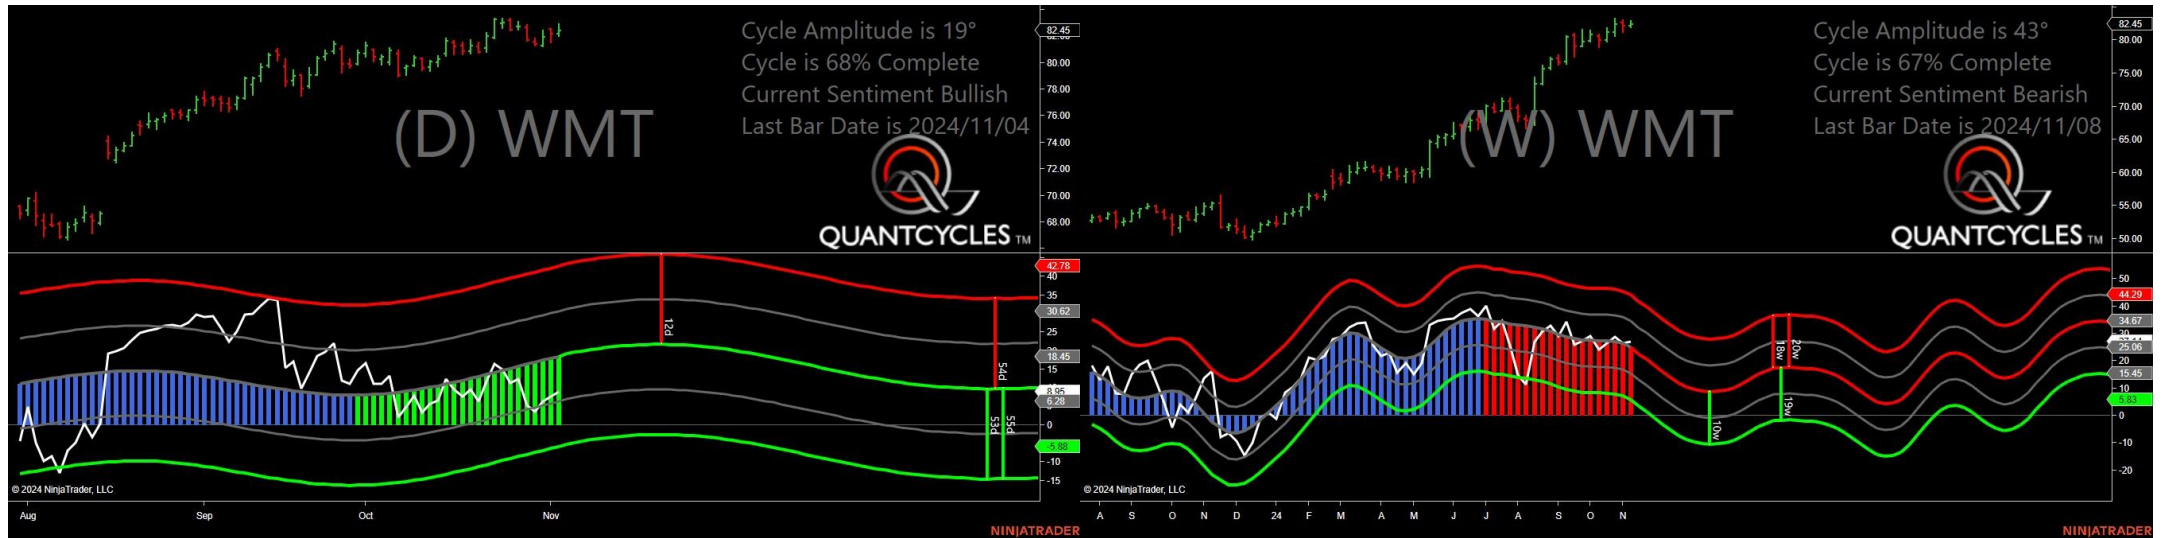 Cycle Amplitude is 19°
Cycle is 68% Complete
Current Sentiment Bullish
Last Bar Date is 2024/11/04
(D) WMT
QUANTCYCLES TM
82.45
80.00
78.00
76.00
74.00
72.00
70.00
68.00
42.78
40
35
30.62
25
18.45
15
8.95
6.28
0
-5.88
-10
-15
12d
54d
53d
55d
© 2024 NinjaTrader, LLC
Aug Sep Oct Nov
NINJATRADER
Cycle Amplitude is 43°
Cycle is 67% Complete
Current Sentiment Bearish
Last Bar Date is 2024/11/08
(W) WMT
QUANTCYCLES TM
82.45
80.00
75.00
70.00
65.00
60.00
55.00
50.00
50
44.29
40
34.67
30
25.06
20
15.45
10
5.83
0
-10
-20
10w
18w
20w
19w
© 2024 NinjaTrader, LLC
A S O N D 24 F M A M J J A S O N
NINJATRADER